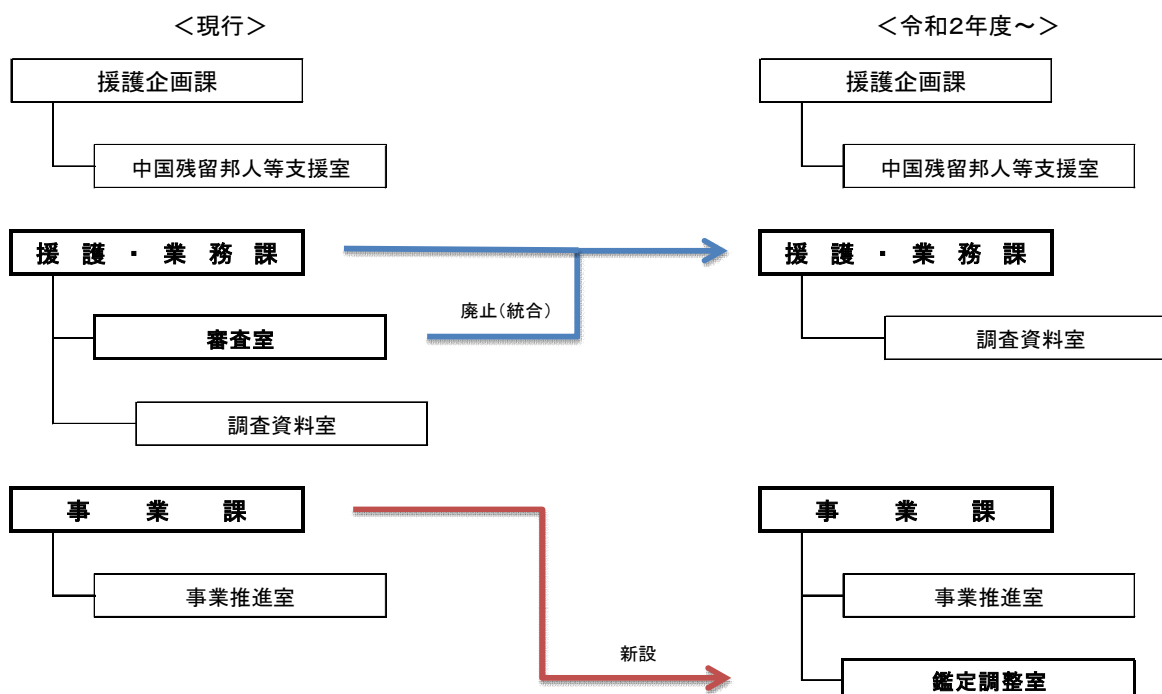 ＜現行＞
援護企画課
中国残留邦人等支援室
援護・業務課
廃止（統合）
審査室
調査資料室
事業課
事業推進室
新設
＜令和2年度～＞
援護企画課
中国残留邦人等支援室
援護・業務課
調査資料室
事業課
事業推進室
鑑定調整室